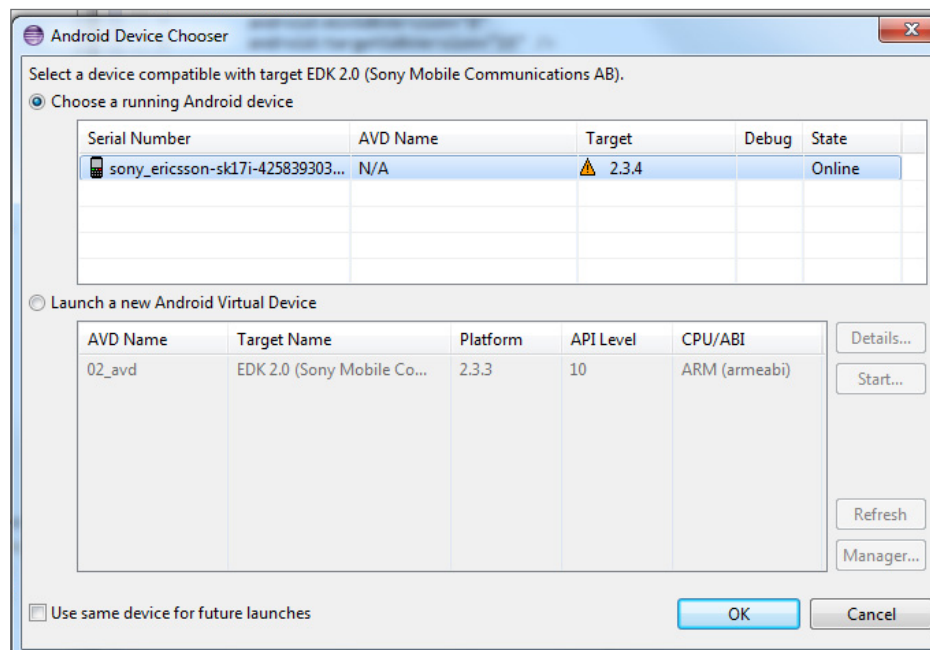 Android Device Chooser
Select a device compatible with target EDK 2.0 (Sony Mobile Communications AB).
Choose a running Android device
Serial Number AVD Name Target Debug State
sony_ericsson-sk17i-425839303... N/A 2.3.4 Online
Launch a new Android Virtual Device
AVD Name Target Name Platform API Level CPU/ABI
Details...
02_avd EDK 2.0 (Sony Mobile Co... 2.3.3 10 ARM (armeabi)
Start...
Refresh
Manager...
Use same device for future launches
OK Cancel